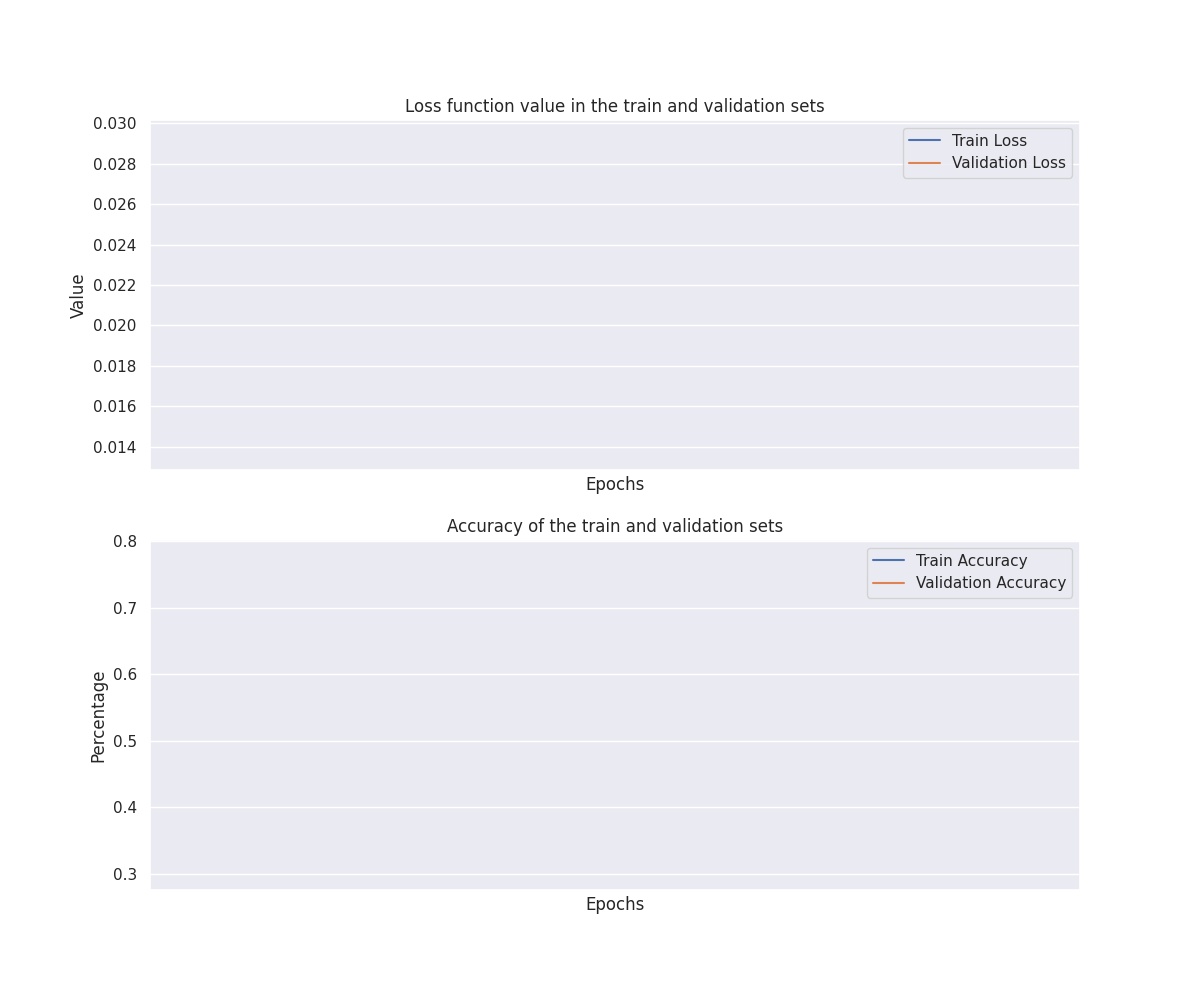 Loss function value in the train and validation sets
0.030
0.028
0.026
0.024
0.022
0.020
0.018
0.016
0.014
Value
Train Loss
Validation Loss
Epochs
Accuracy of the train and validation sets
0.8
0.7
0.6
0.5
0.4
0.3
Percentage
Train Accuracy
Validation Accuracy
Epochs